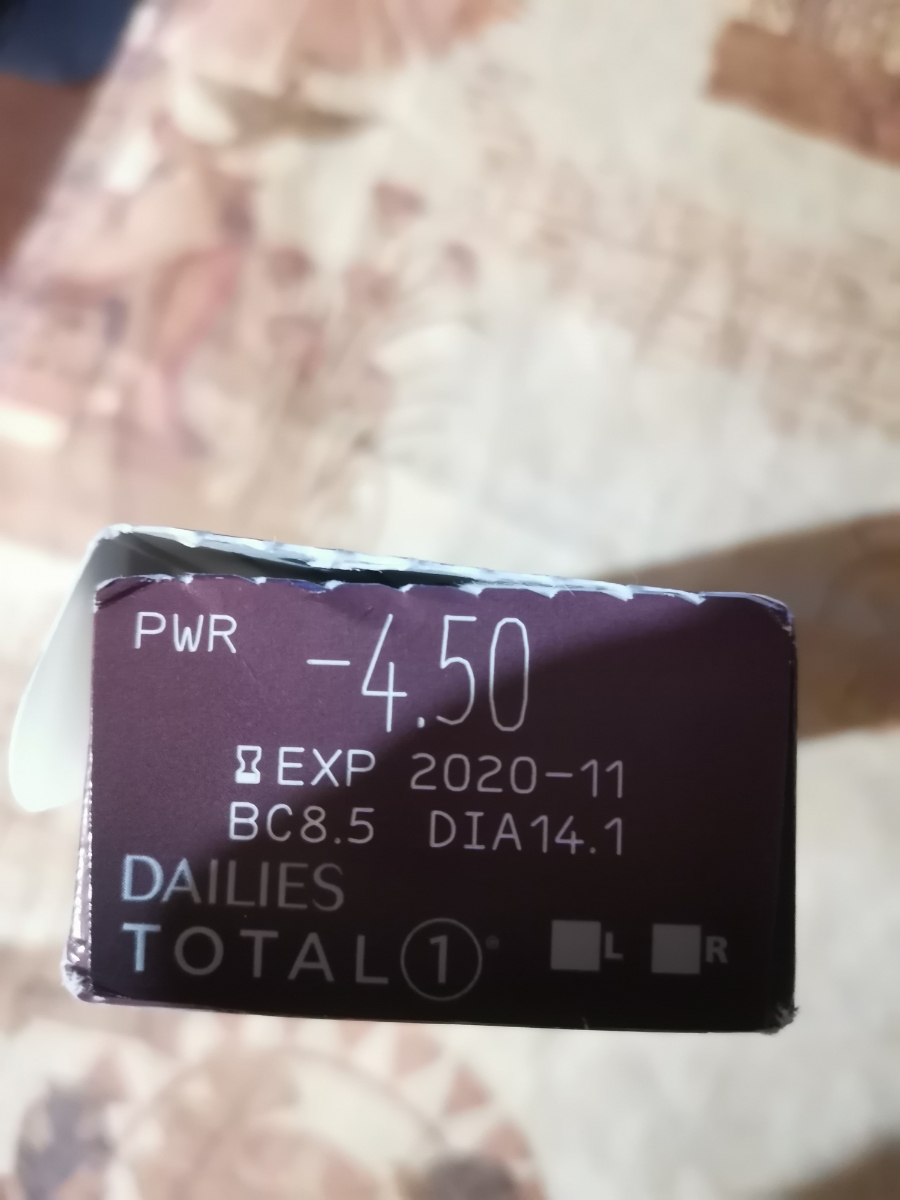 PWR -4.50
EXP 2020-11
BC8.5 DIA14.1
DAILIES
TOTAL1® L R